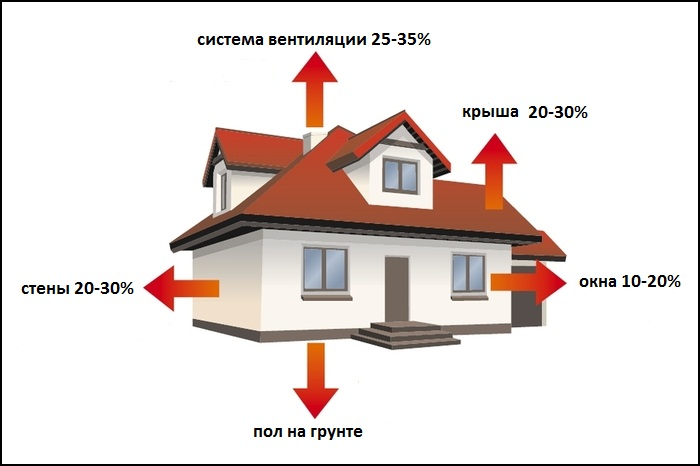 система вентиляции 25-35%
крыша 20-30%
стены 20-30%
окна 10-20%
пол на грунте